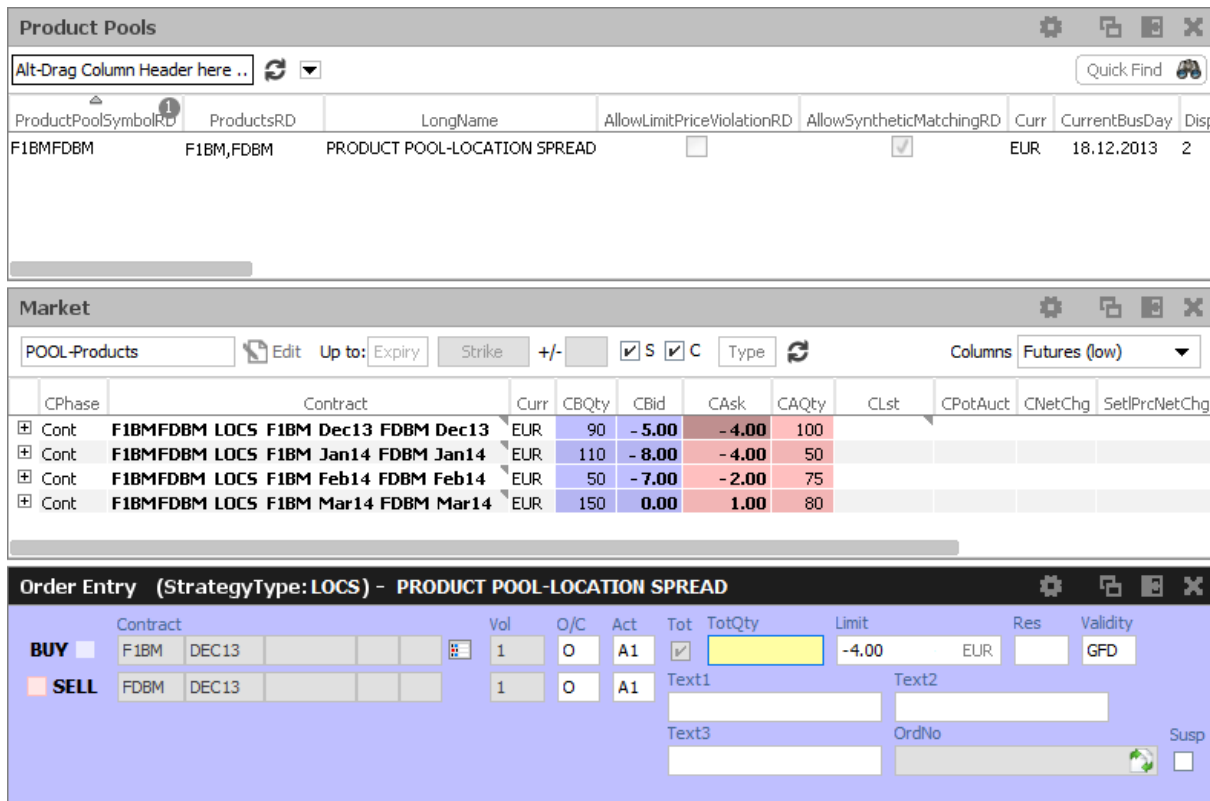 Product Pools
Alt-Drag Column Header here ..
Quick Find
ProductPoolSymbolRD 1 ProductsRD LongName AllowLimitPriceViolationRD AllowSyntheticMatchingRD Curr CurrentBusDay Disp
F1BMFDBM F1BM,FDBM PRODUCT POOL-LOCATION SPREAD EUR 18.12.2013 2
Market
POOL-Products Edit Up to: Expiry Strike +/- S C Type Columns Futures (low)
CPhase Contract Curr CBQty CBid CAsk CAQty CLst CPotAuct CNetChg SetlPrcNetChg
Cont F1BMFDBM LOCS F1BM Dec13 FDBM Dec13 EUR 90 - 5.00 - 4.00 100
Cont F1BMFDBM LOCS F1BM Jan14 FDBM Jan14 EUR 110 - 8.00 - 4.00 50
Cont F1BMFDBM LOCS F1BM Feb14 FDBM Feb14 EUR 50 - 7.00 - 2.00 75
Cont F1BMFDBM LOCS F1BM Mar14 FDBM Mar14 EUR 150 0.00 1.00 80
Order Entry (StrategyType: LOCS) - PRODUCT POOL-LOCATION SPREAD
Contract Vol O/C Act Tot TotQty Limit Res Validity
BUY F1BM DEC13 1 O A1 -4.00 EUR GFD
SELL FDBM DEC13 1 O A1 Text1 Text2
Text3 OrdNo Susp